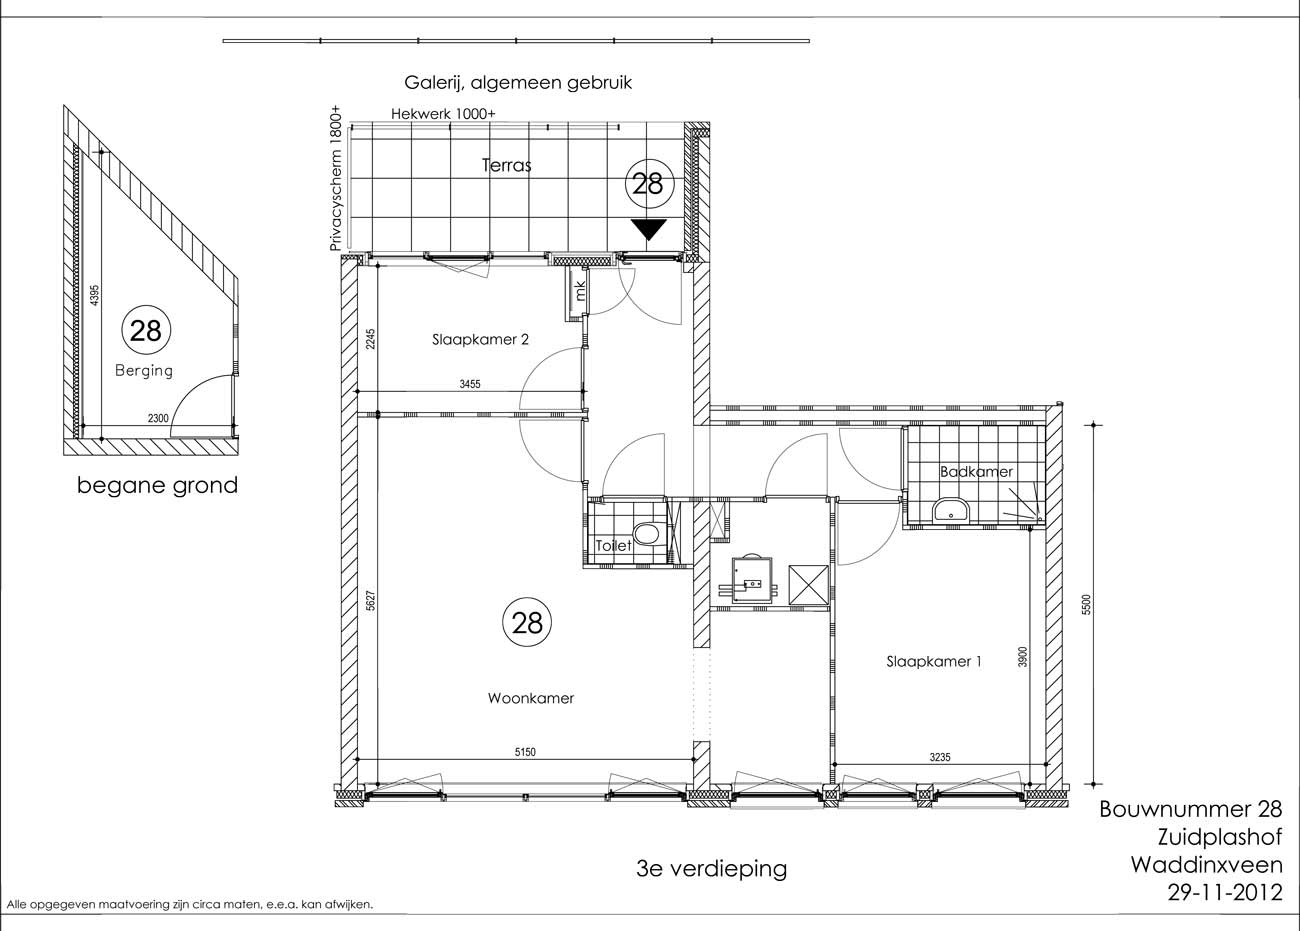 Galerij, algemeen gebruik
Hekwerk 1000+
Privacyscherm 1800+
Terras
28
mk
Slaapkamer 2
2245
3455
4395
28
Berging
2300
begane grond
Badkamer
Toilet
5627
28
Woonkamer
5150
Slaapkamer 1
3900
3235
5500
Bouwnummer 28
Zuidplashof
Waddinxveen
29-11-2012
3e verdieping
Alle opgegeven maatvoering zijn circa maten, e.e.a. kan afwijken.